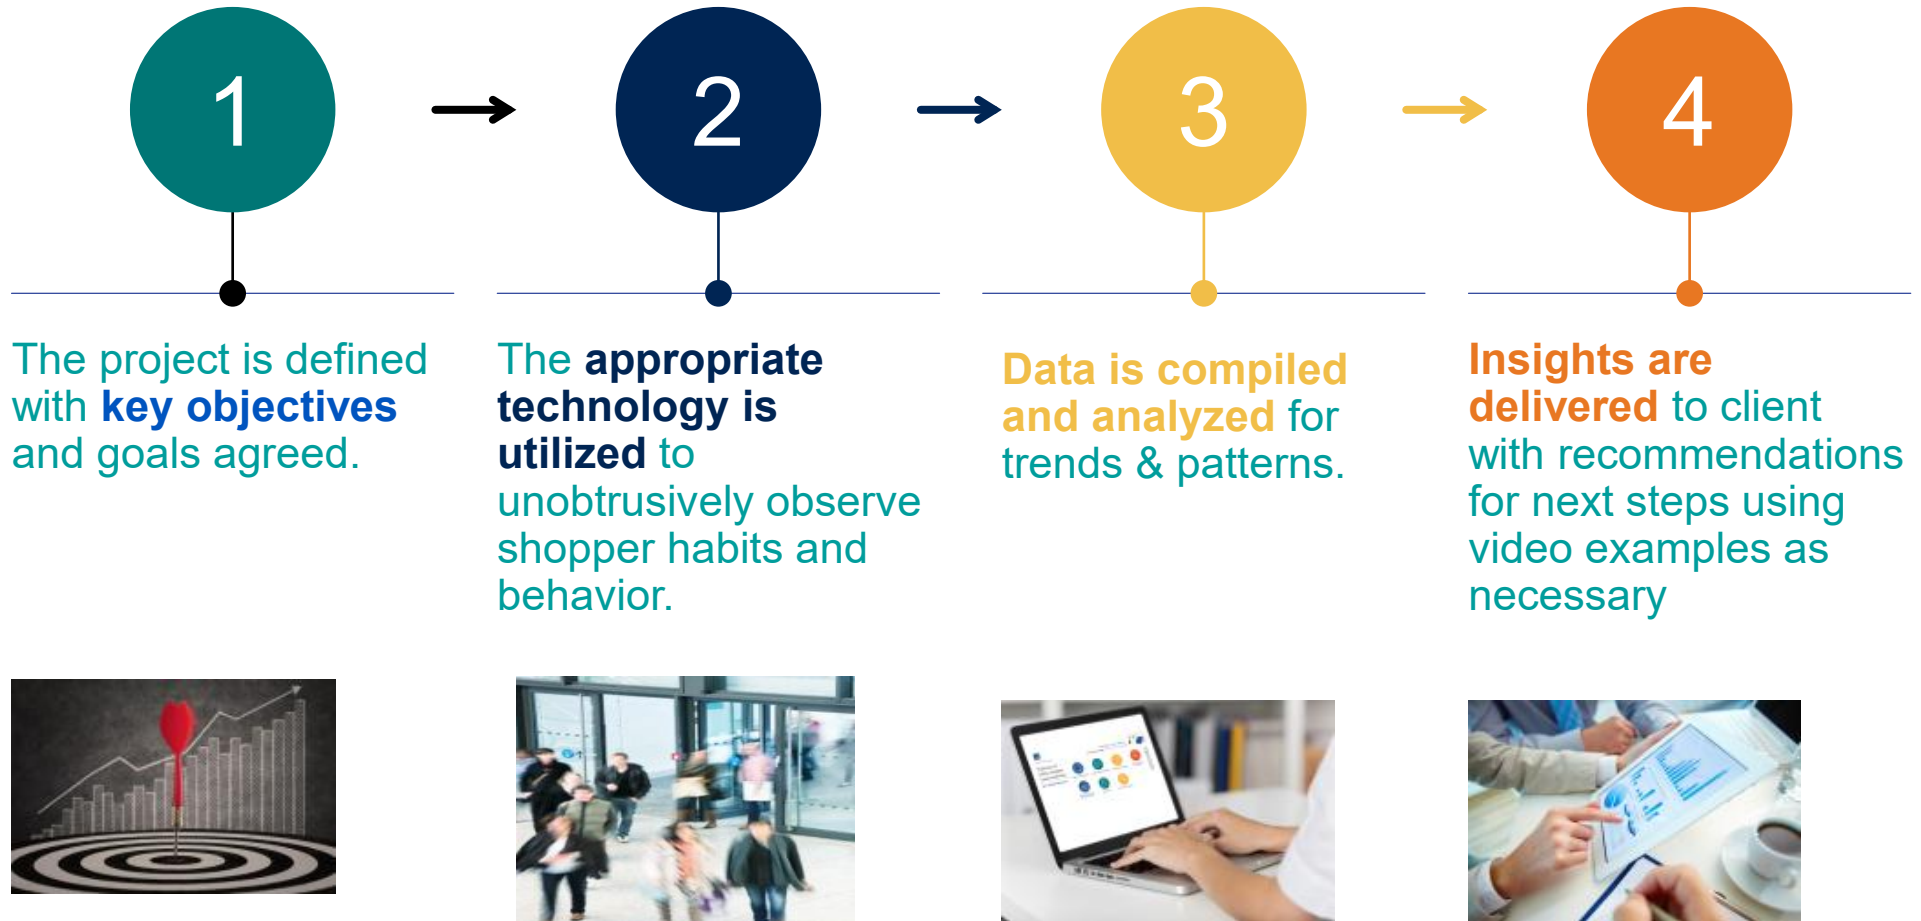 1
2
3
4
The project is defined
with key objectives
and goals agreed.
The appropriate
technology is
utilized to
unobtrusively observe
shopper habits and
behavior.
Data is compiled
and analyzed for
trends & patterns.
Insights are
delivered to client
with recommendations
for next steps using
video examples as
necessary